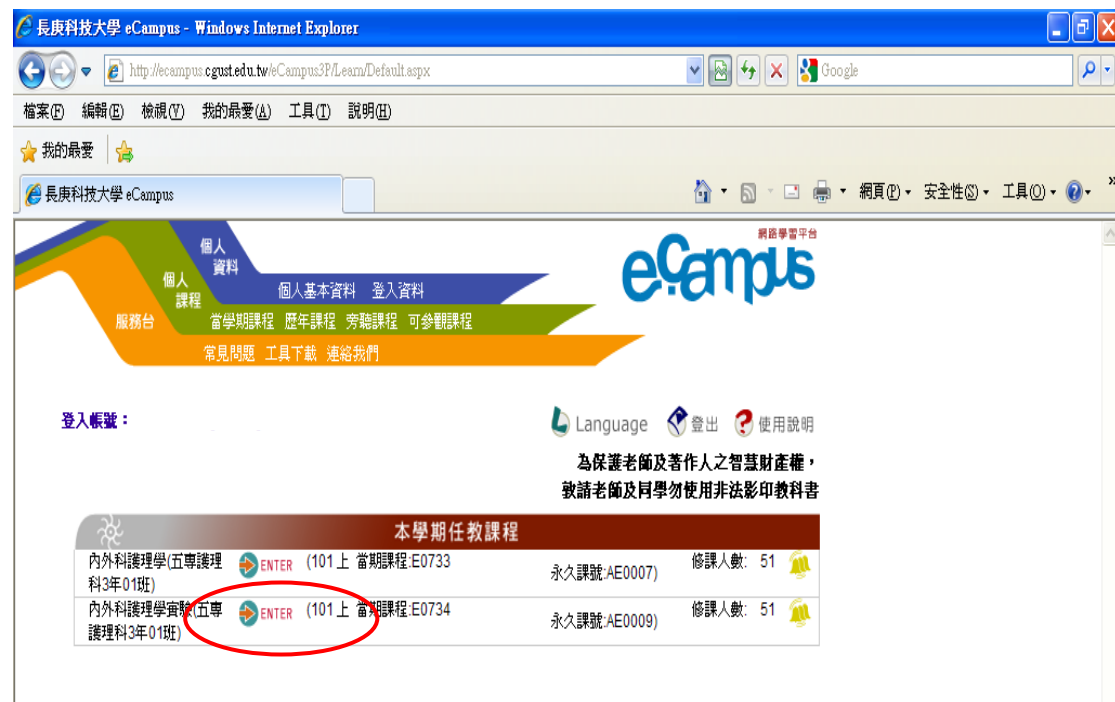 長庚科技大學 eCampus - Windows Internet Explorer
http://ecampus.cgust.edu.tw/eCampus3P/Learn/Default.aspx
Google
檔案(F) 編輯(E) 檢視(V) 我的最愛(A) 工具(T) 說明(H)
我的最愛
長庚科技大學 eCampus
網頁(P) 安全性(S) 工具(O) »
個人資料
個人基本資料 登入資料
個人課程
當學期課程 歷年課程 旁聽課程 可參觀課程
服務台
常見問題 工具下載 連絡我們
網路學習平台
eCampus
登入帳號：
Language 登出 使用說明
為保護老師及著作人之智慧財產權，
敦請老師及同學勿使用非法影印教科書
本學期任教課程
內外科護理學(五專護理 ENTER (101上 當期課程:E0733 永久課號:AE0007) 修課人數: 51
科3年01班)
內外科護理學實驗(五專 ENTER (101上 當期課程:E0734 永久課號:AE0009) 修課人數: 51
護理科3年01班)